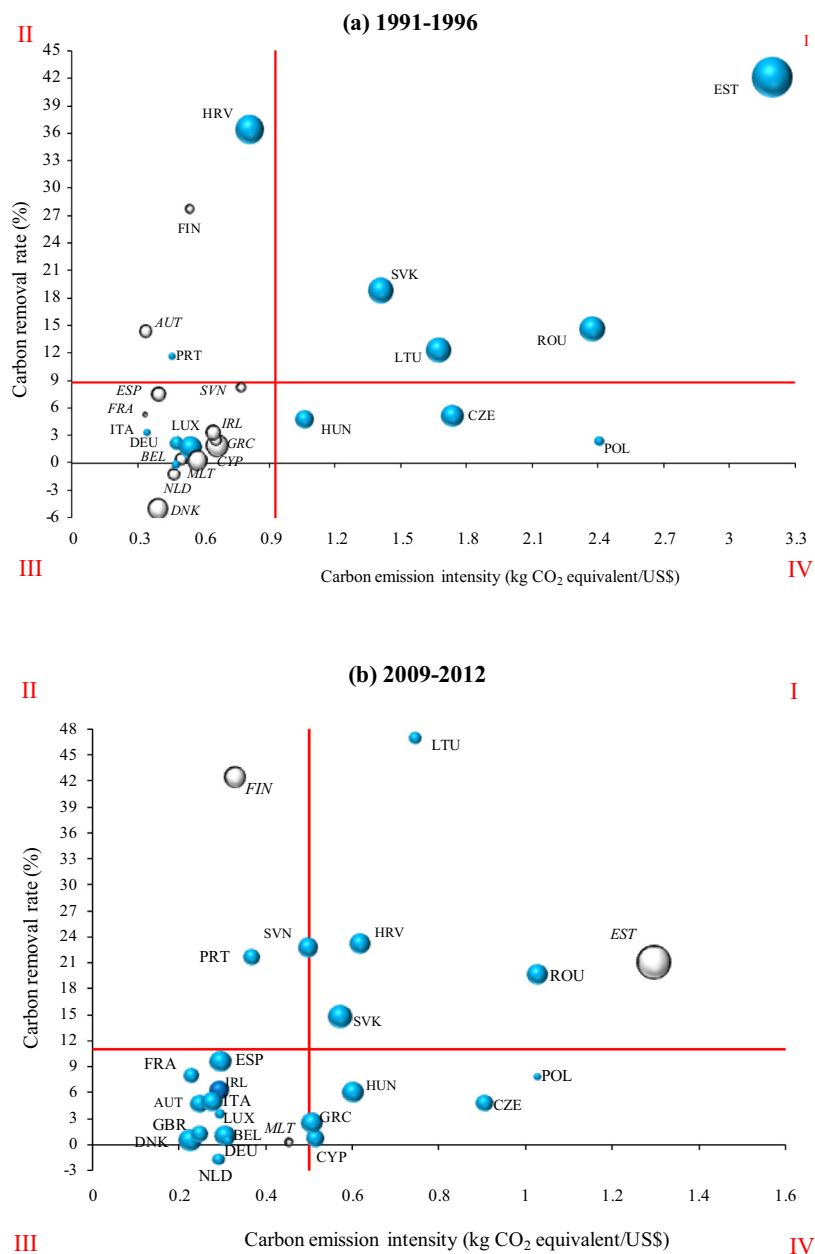 (a) 1991-1996
II
I
45
42
39
36
33
30
27
24
21
18
15
12
9
6
3
0
-3
-6
Carbon removal rate (%)
HRV
EST
FIN
SVK
AUT
ROU
LTU
PRT
ESP
SVN
FRA
ITA
LUX
IRL
HUN
CZE
DEU
GRC
POL
BEL
CYP
MLT
NLD
DNK
0
0.3
0.6
0.9
1.2
1.5
1.8
2.1
2.4
2.7
3
3.3
III
IV
Carbon emission intensity (kg CO₂ equivalent/US$)
(b) 2009-2012
II
I
48
45
42
39
36
33
30
27
24
21
18
15
12
9
6
3
0
-3
Carbon removal rate (%)
LTU
FIN
SVN
HRV
EST
PRT
ROU
SVK
FRA
ESP
IRL
HUN
POL
AUT
ITA
CZE
LUX
GRC
GBR
BEL
MLT
DNK
DEU
CYP
NLD
0
0.2
0.4
0.6
0.8
1
1.2
1.4
1.6
III
Carbon emission intensity (kg CO₂ equivalent/US$)
IV